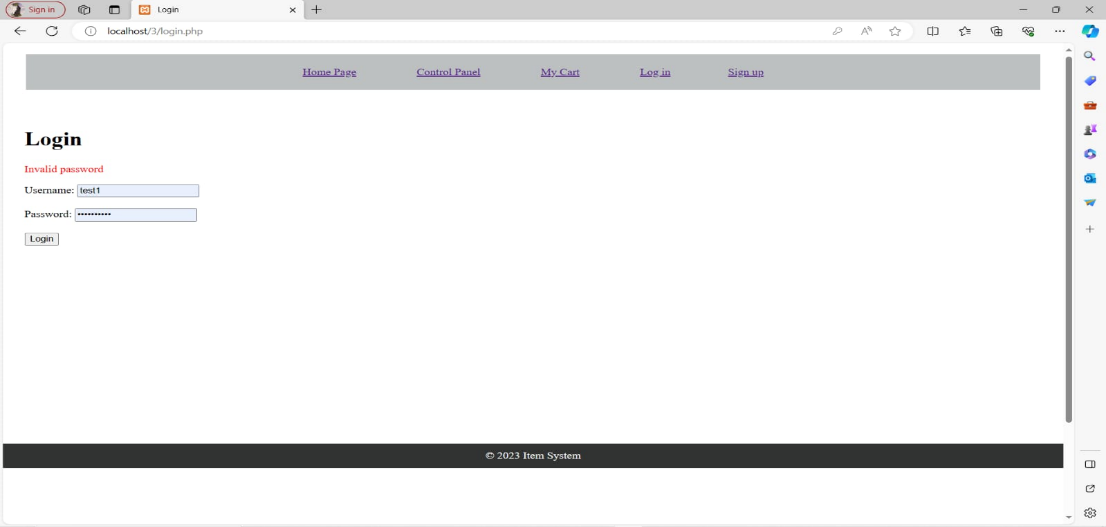 Sign in
Login
localhost/3/login.php
Home Page Control Panel My Cart Log in Sign up
Login
Invalid password
Username: test1
Password: ••••••••••
Login
© 2023 Item System